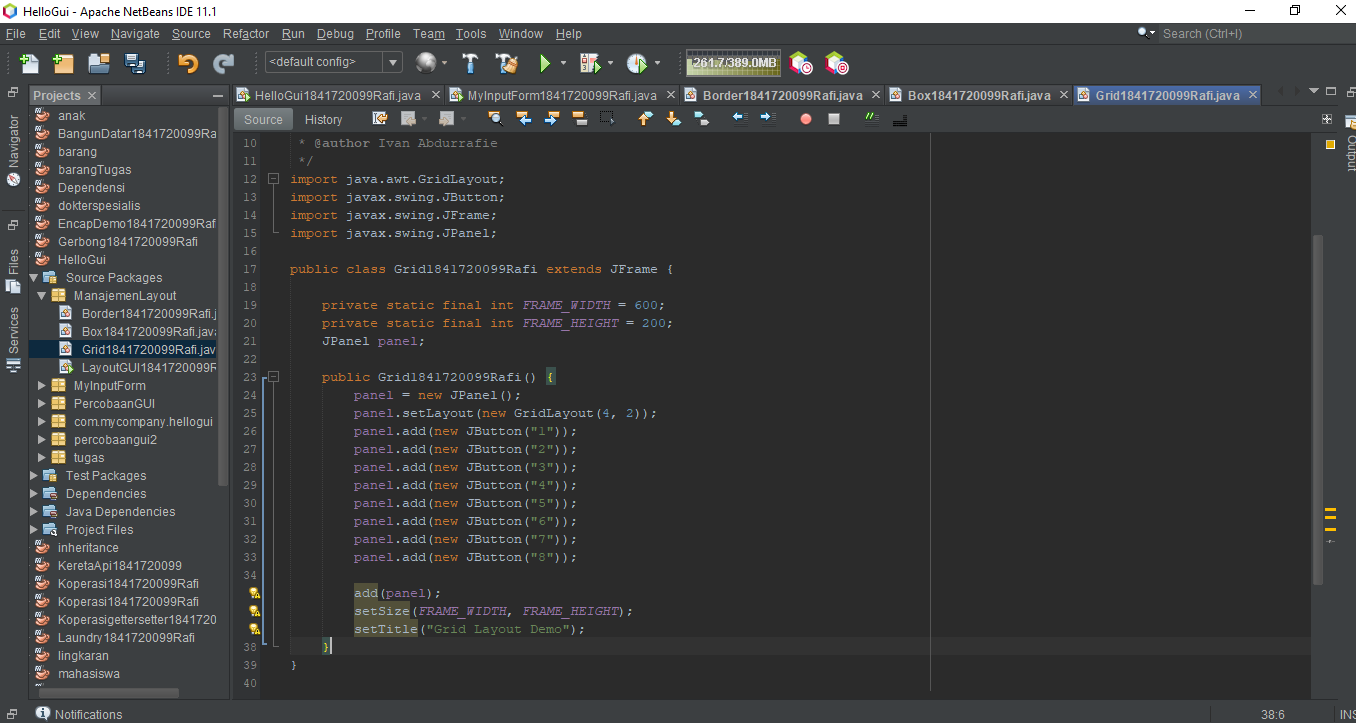 HelloGui - Apache NetBeans IDE 11.1
File Edit View Navigate Source Refactor Run Debug Profile Team Tools Window Help
Search (Ctrl+I)
<default config>
261.7/389.0MB
Projects
HelloGui1841720099Rafi.java
MyInputForm1841720099Rafi.java
Border1841720099Rafi.java
Box1841720099Rafi.java
Grid1841720099Rafi.java
Source History
Navigator
Files
Services
Output
anak
BangunDatar1841720099Ra
barang
barangTugas
Dependensi
dokterspesialis
EncapDemo1841720099Raf
Gerbong1841720099Rafi
HelloGui
Source Packages
ManajemenLayout
Border1841720099Rafi.j
Box1841720099Rafi.java
Grid1841720099Rafi.jav
LayoutGUI1841720099R
MyInputForm
PercobaanGUI
com.mycompany.hellogui
percobaangui2
tugas
Test Packages
Dependencies
Java Dependencies
Project Files
inheritance
KeretaApi1841720099
Koperasi1841720099Rafi
Koperasi1841720099Rafi
Koperasigettersetter1841720
Laundry1841720099Rafi
lingkaran
mahasiswa
10 * @author Ivan Abdurrafie
11 */
12 import java.awt.GridLayout;
13 import javax.swing.JButton;
14 import javax.swing.JFrame;
15 import javax.swing.JPanel;
16
17 public class Grid1841720099Rafi extends JFrame {
18
19 private static final int FRAME_WIDTH = 600;
20 private static final int FRAME_HEIGHT = 200;
21 JPanel panel;
22
23 public Grid1841720099Rafi() {
24 panel = new JPanel();
25 panel.setLayout(new GridLayout(4, 2));
26 panel.add(new JButton("1"));
27 panel.add(new JButton("2"));
28 panel.add(new JButton("3"));
29 panel.add(new JButton("4"));
30 panel.add(new JButton("5"));
31 panel.add(new JButton("6"));
32 panel.add(new JButton("7"));
33 panel.add(new JButton("8"));
34
add(panel);
setSize(FRAME_WIDTH, FRAME_HEIGHT);
setTitle("Grid Layout Demo");
38 }
39 }
40
Notifications
38:6
INS